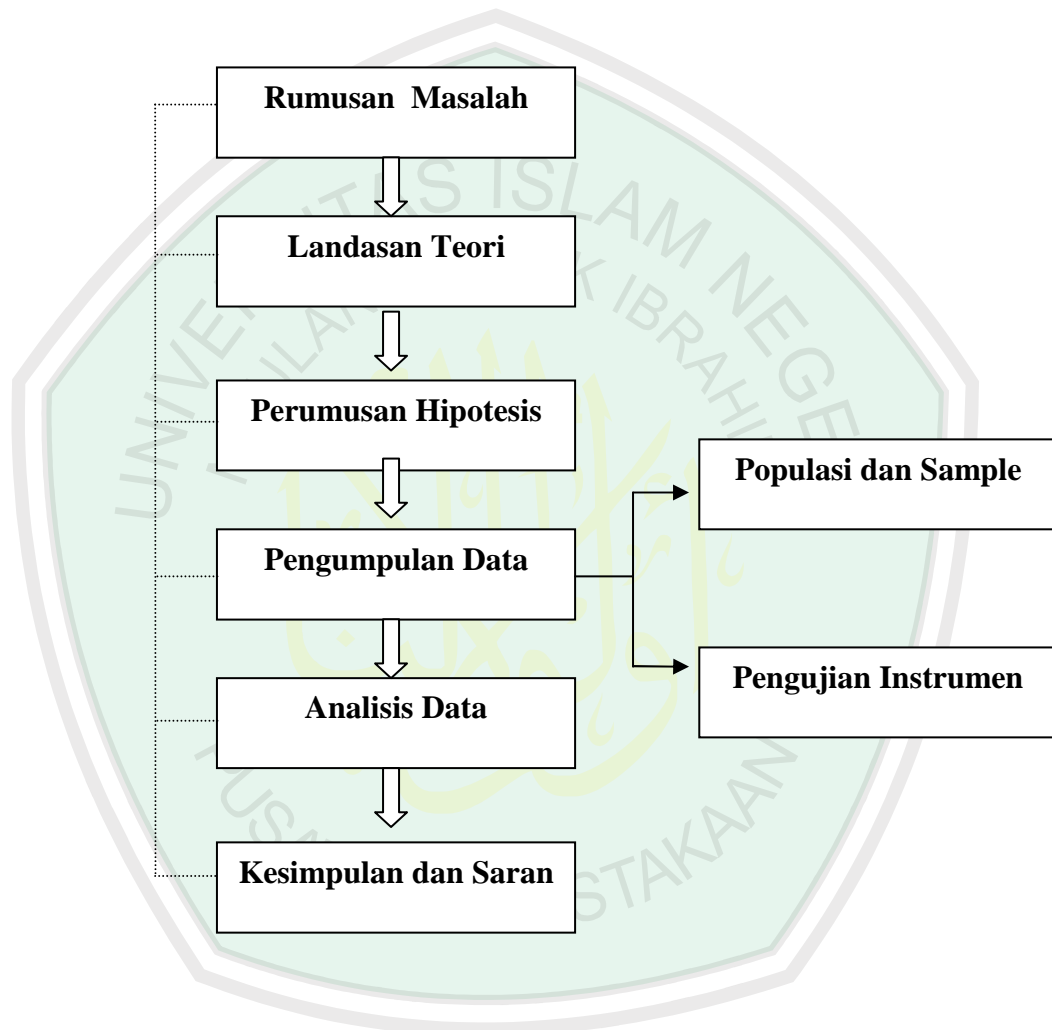 Rumusan Masalah
Landasan Teori
Perumusan Hipotesis
Pengumpulan Data
Populasi dan Sample
Pengujian Instrumen
Analisis Data
Kesimpulan dan Saran